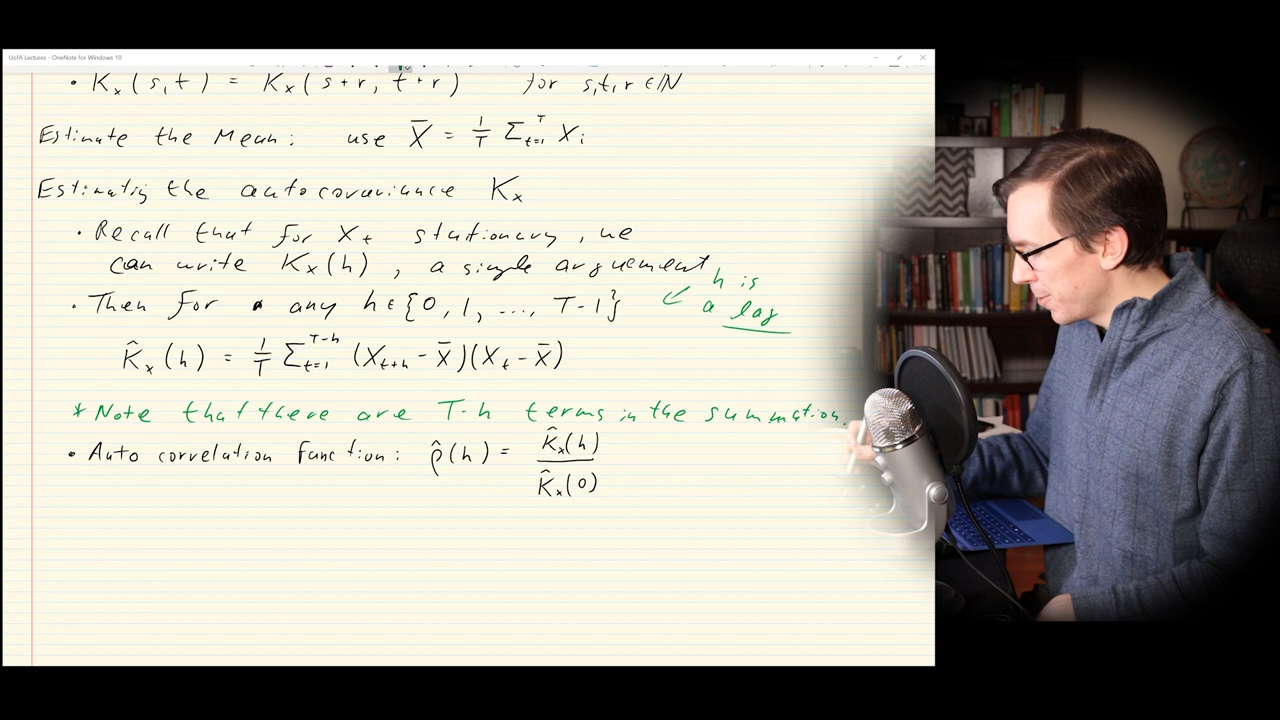 UofA Lectures - OneNote for Windows 10
• Kx(s,t) = Kx(s+r, t+r) for s,t,r ∈ ℕ
Estimate the Mean: use X̄ = 1/T Σ_{t=1}^{T} X_i
Estimating the autocovariance Kx
• Recall that for X_t stationary, we
can write Kx(h), a single arguement
• Then for any h∈{0, 1, ..., T-1} ← h is
a lag
K̂x(h) = 1/T Σ_{t=1}^{T-h} (X_{t+h} - X̄)(X_t - X̄)
* Note that there are T-h terms in the summation.
• Auto correlation function: ρ̂(h) = K̂x(h) / K̂x(0)